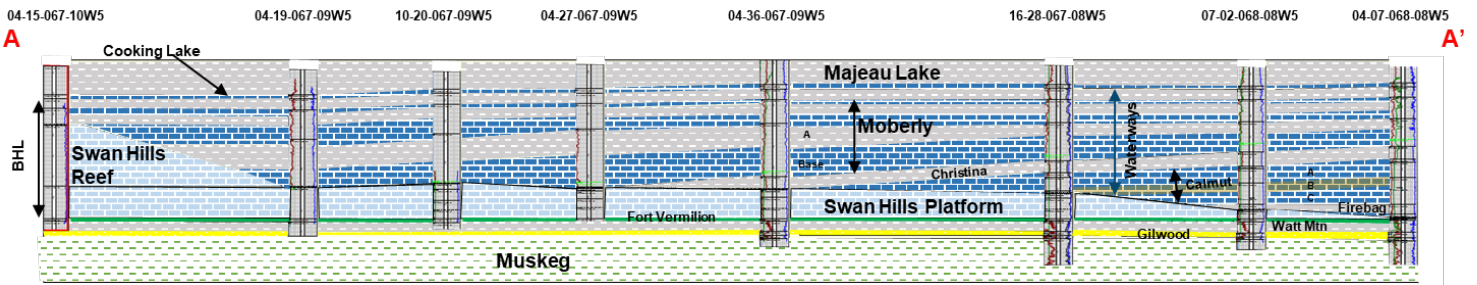 04-15-067-10W5
04-19-067-09W5
10-20-067-09W5
04-27-067-09W5
04-36-067-09W5
16-28-067-08W5
07-02-068-08W5
04-07-068-08W5
A
A'
Cooking Lake
Majeau Lake
BHL
Swan Hills
Reef
A
Base
Moberly
Christina
Waterways
Calmut
A
B
C
Firebag
Fort Vermilion
Swan Hills Platform
Gilwood
Watt Mtn
Muskeg